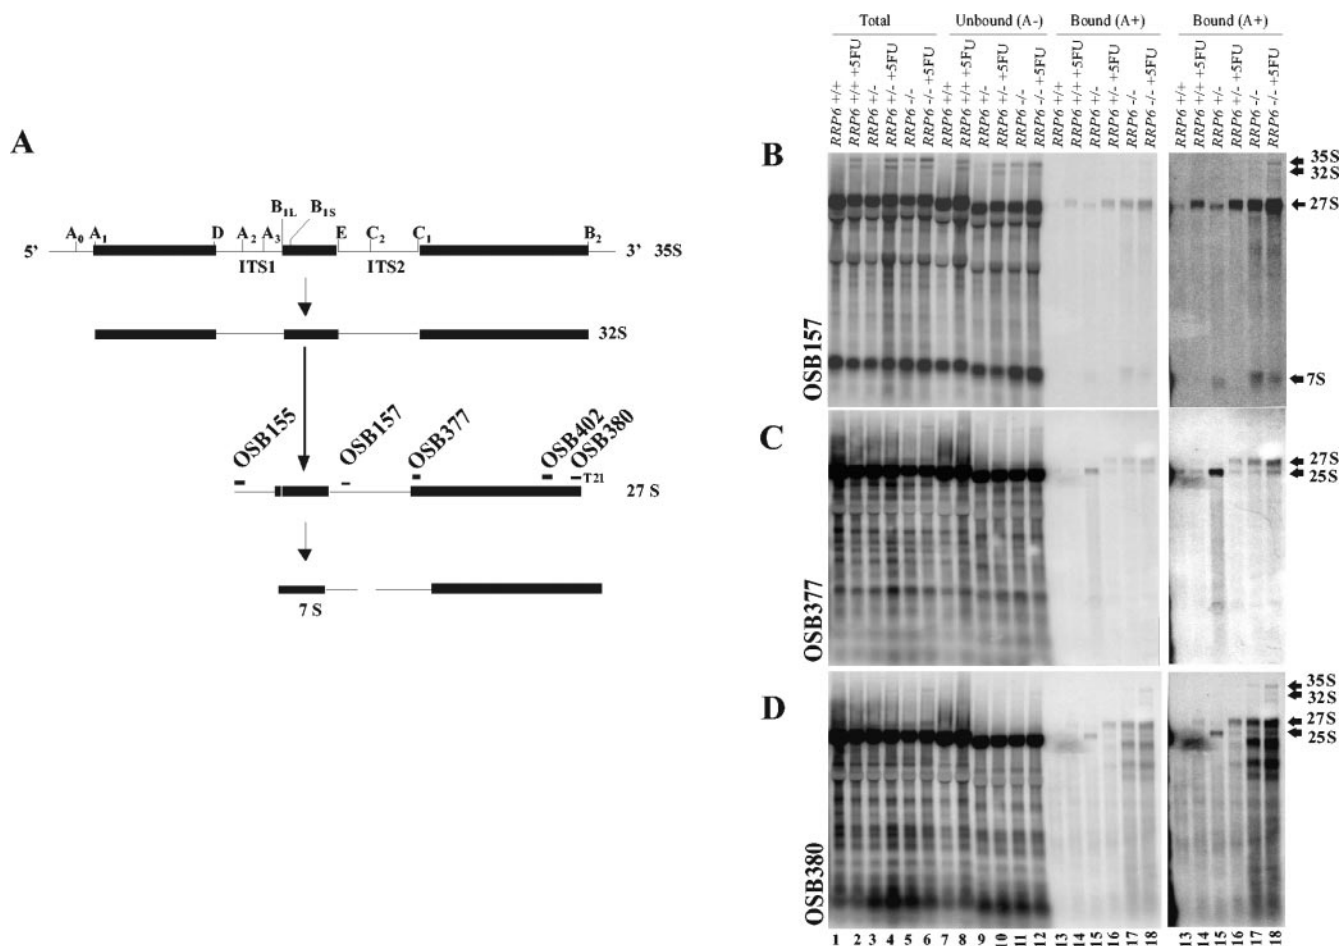 A
B1L
B1S
A0 A1 D A2 A3 E C2 C1 B2
5’ 3’ 35S
ITS1 ITS2
32S
OSB155 OSB157 OSB377 OSB402 OSB380
T21
27 S
7 S
Total Unbound (A-) Bound (A+) Bound (A+)
RRP6 +/+
RRP6 +/+ +5FU
RRP6 +/-
RRP6 +/- +5FU
RRP6 -/-
RRP6 -/- +5FU
RRP6 +/+
RRP6 +/+ +5FU
RRP6 +/-
RRP6 +/- +5FU
RRP6 -/-
RRP6 -/- +5FU
RRP6 +/+
RRP6 +/+ +5FU
RRP6 +/-
RRP6 +/- +5FU
RRP6 -/-
RRP6 -/- +5FU
RRP6 +/+
RRP6 +/+ +5FU
RRP6 +/-
RRP6 +/- +5FU
RRP6 -/-
RRP6 -/- +5FU
B
OSB157
35S
32S
27S
7S
C
OSB377
27S
25S
D
OSB380
35S
32S
27S
25S
1 2 3 4 5 6 7 8 9 10 11 12 13 14 15 16 17 18 13 14 15 16 17 18